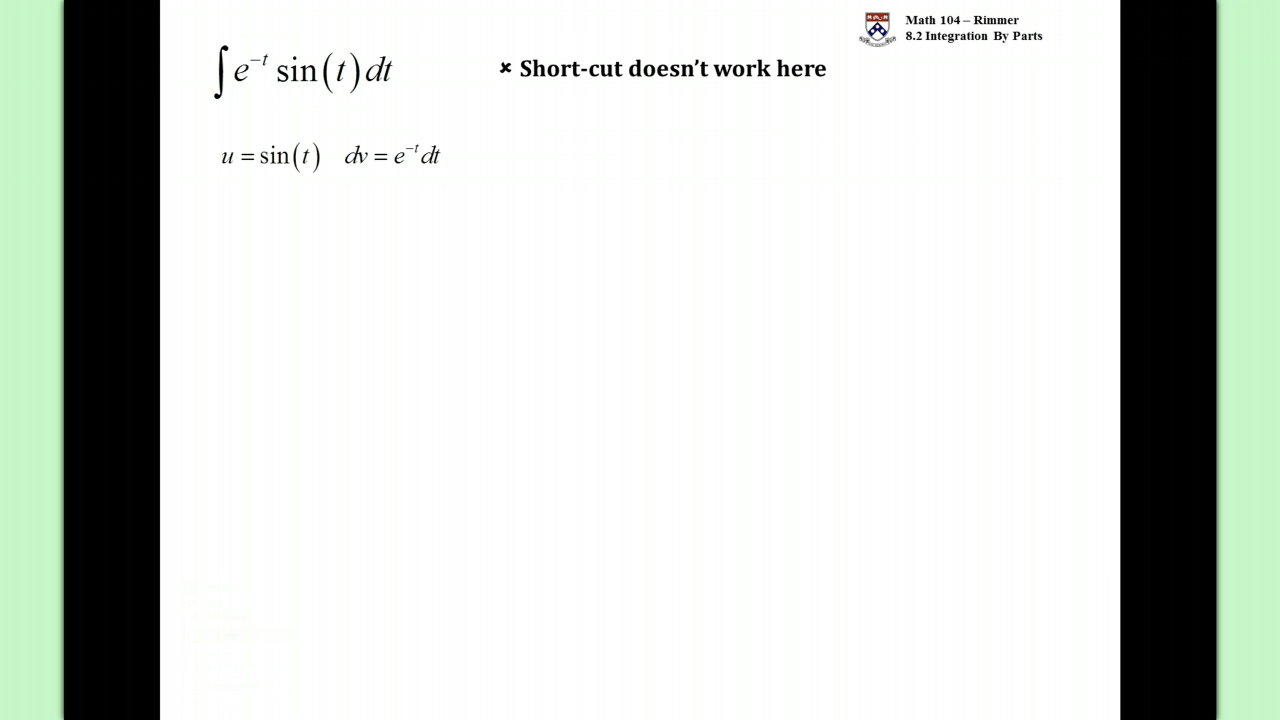 Math 104 – Rimmer
8.2 Integration By Parts
∫ e^{−t} sin(t) dt
× Short-cut doesn’t work here
u = sin(t) dv = e^{−t} dt